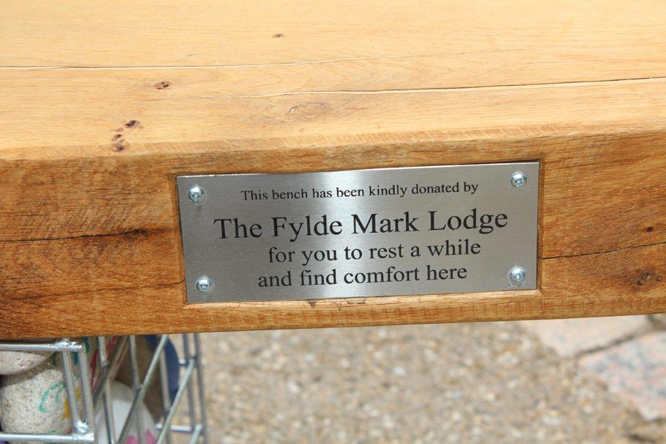 This bench has been kindly donated by
The Fylde Mark Lodge
for you to rest a while
and find comfort here